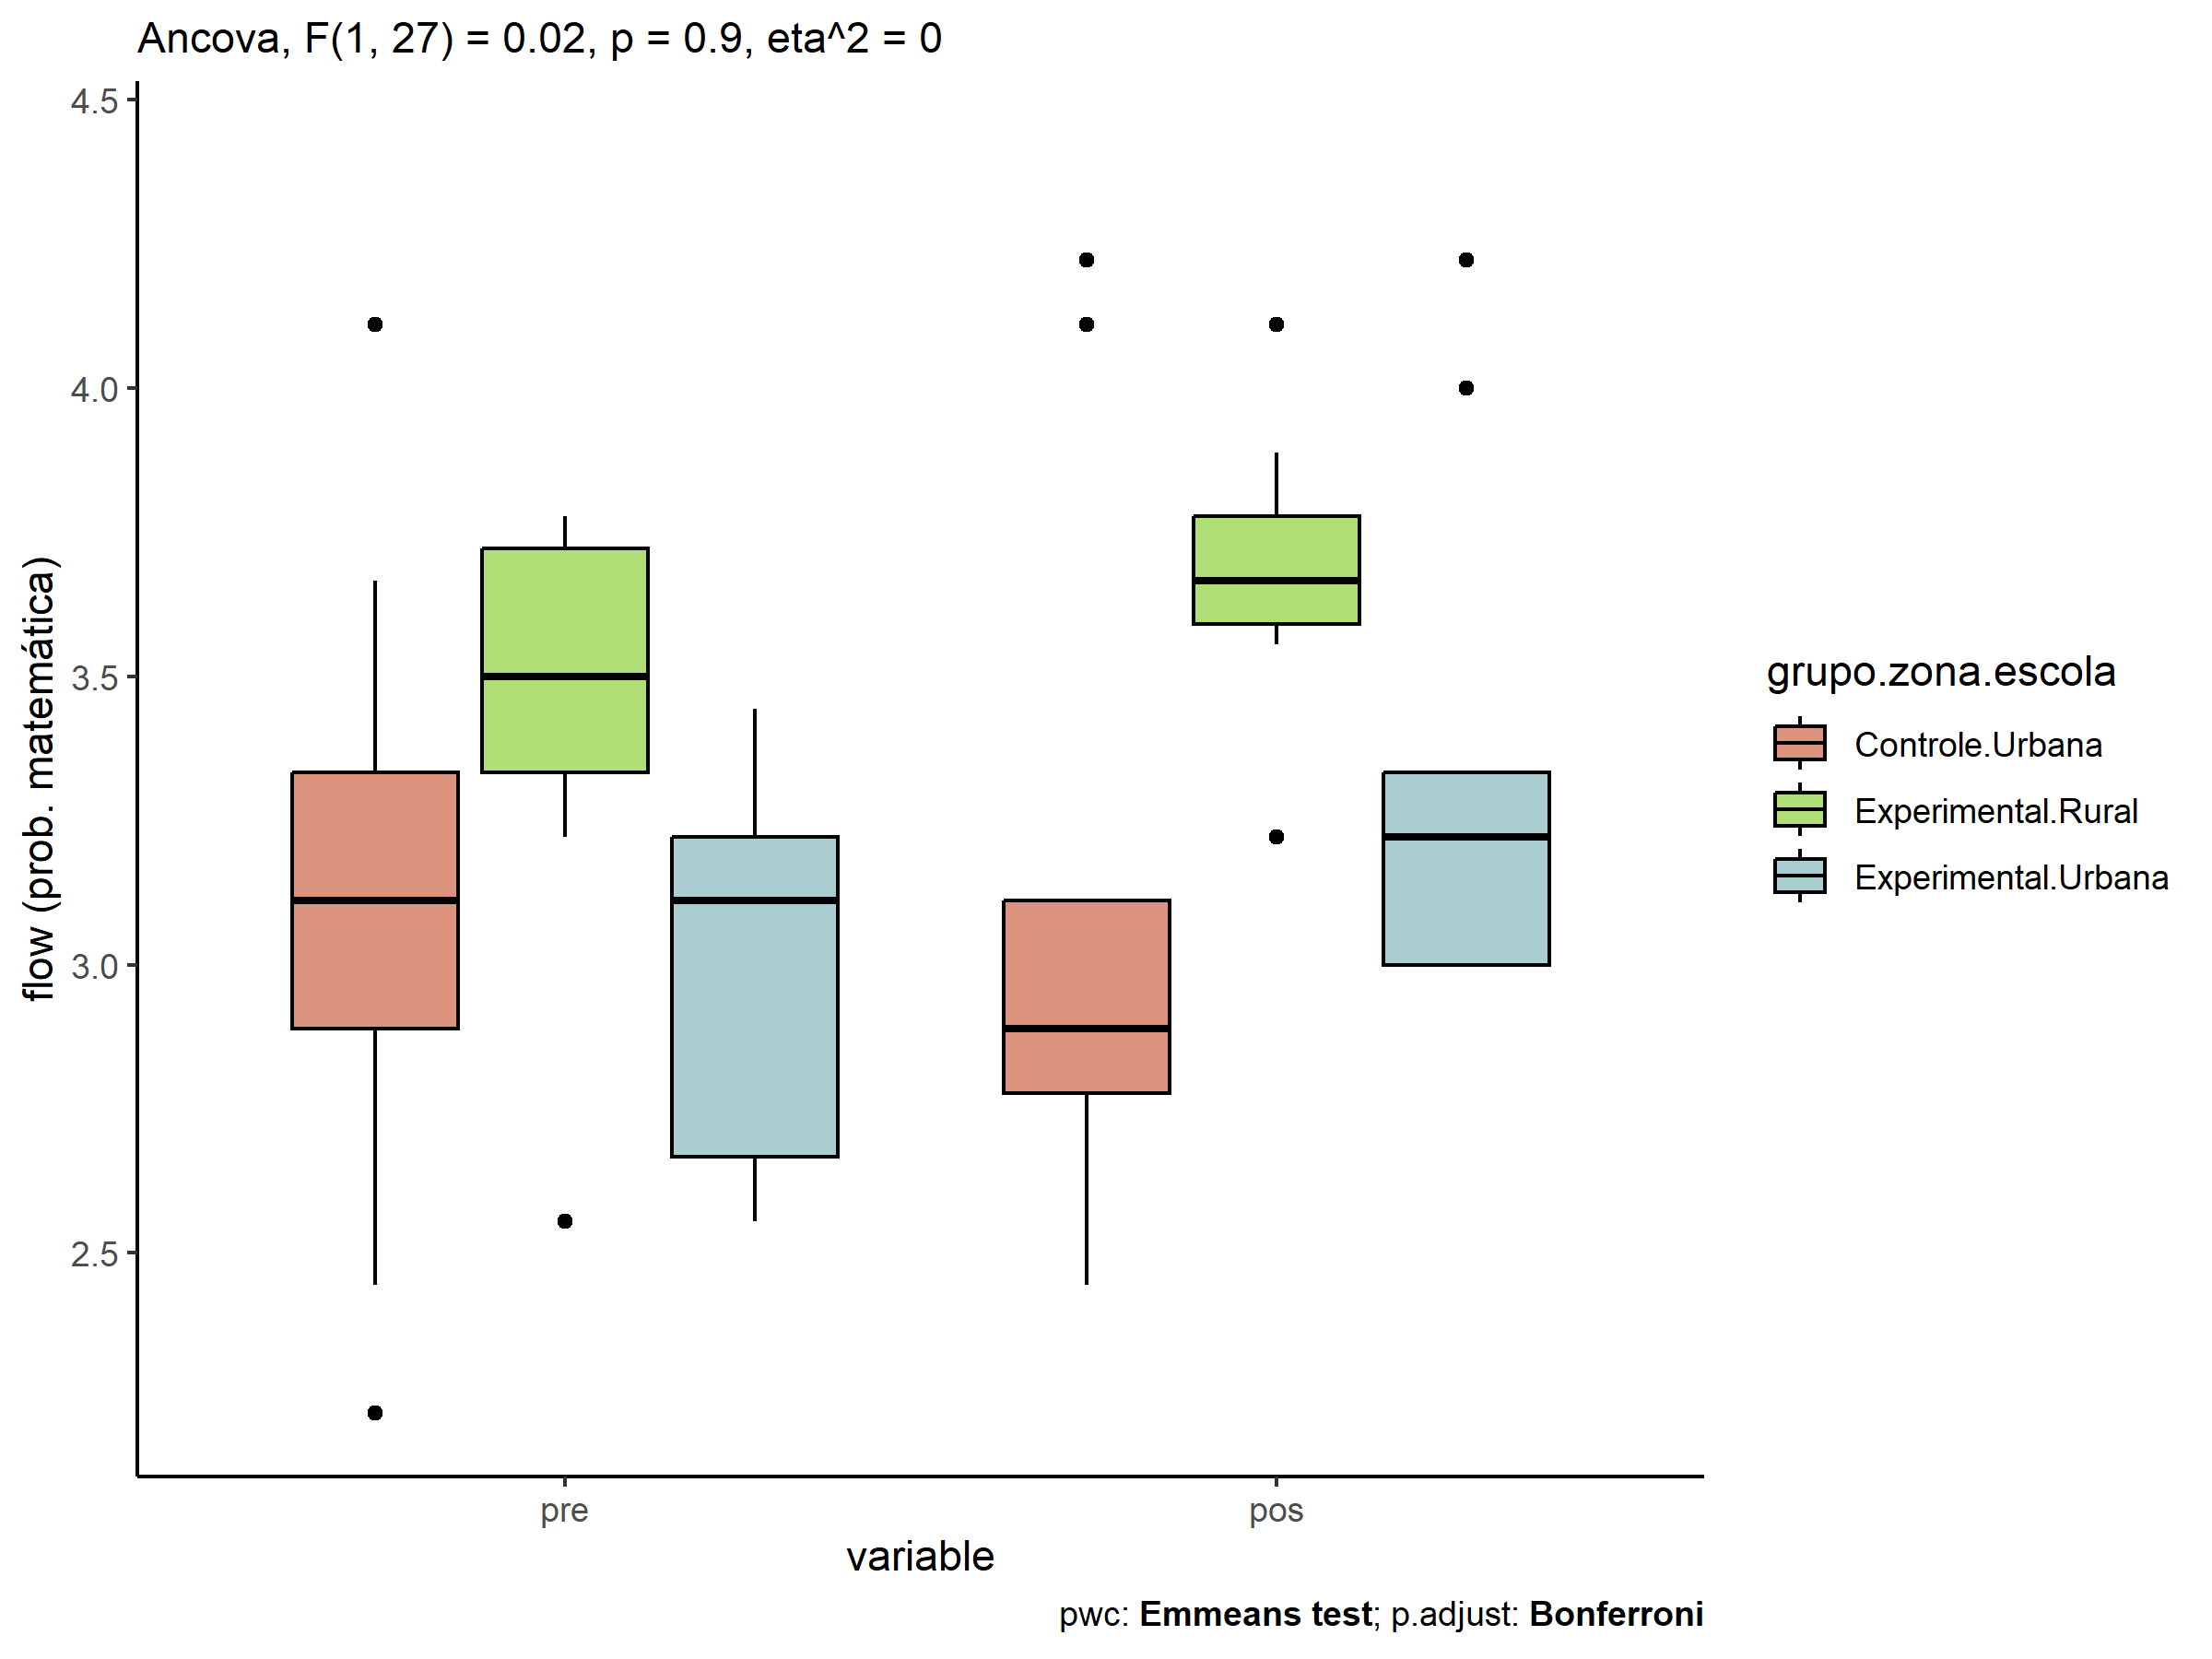 Ancova, F(1, 27) = 0.02, p = 0.9, eta^2 = 0
4.5
4.0
3.5
3.0
2.5
flow (prob. matemática)
pre
pos
variable
grupo.zona.escola
Controle.Urbana
Experimental.Rural
Experimental.Urbana
pwc: Emmeans test; p.adjust: Bonferroni